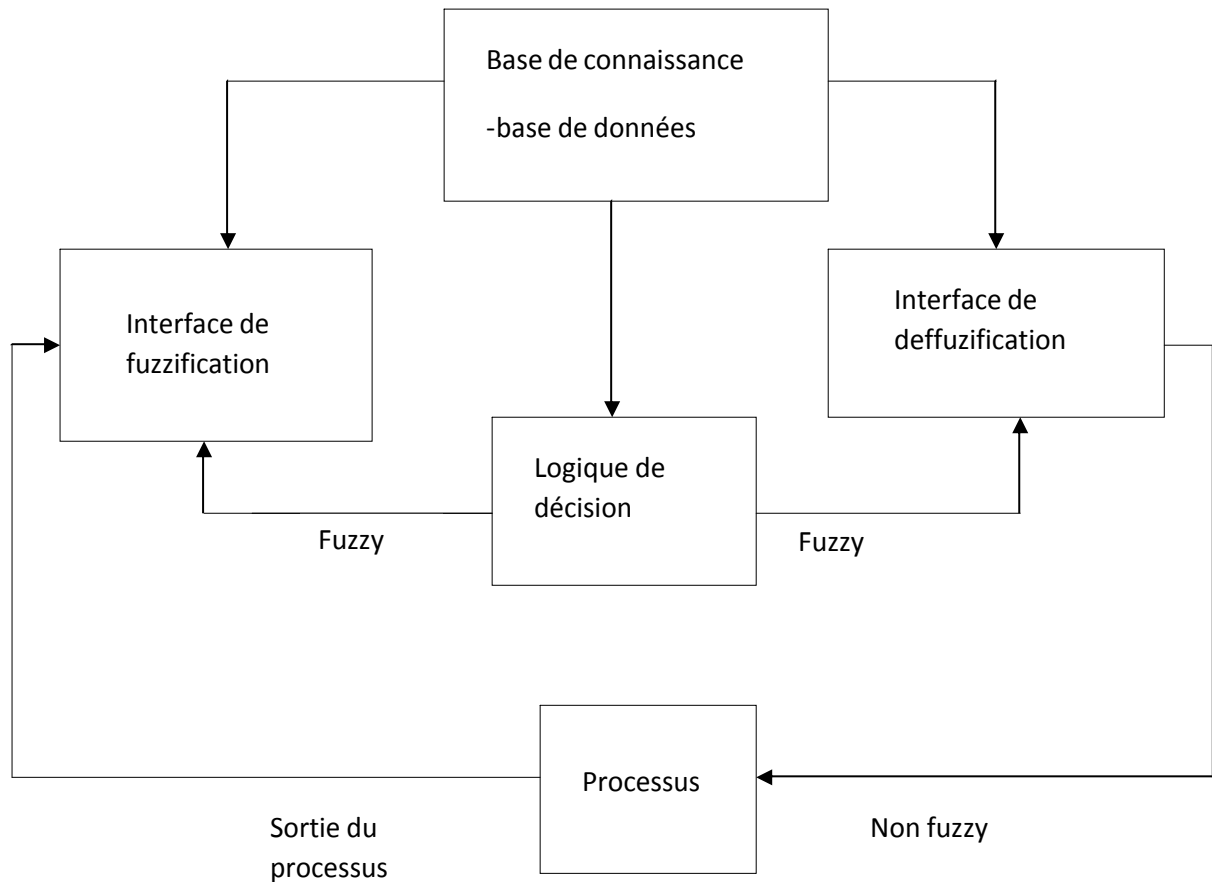 Base de connaissance
-base de données
Interface de
fuzzification
Interface de
deffuzification
Logique de
décision
Fuzzy
Fuzzy
Processus
Sortie du
processus
Non fuzzy